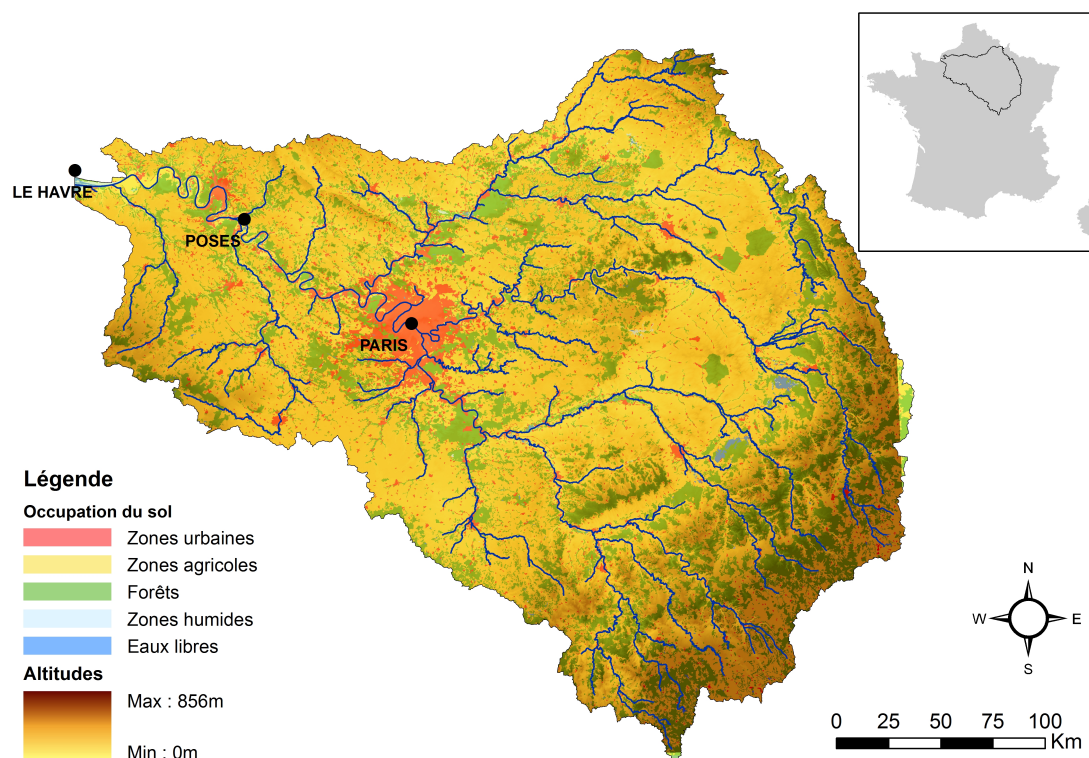 LE HAVRE
POSES
PARIS
Légende
Occupation du sol
Zones urbaines
Zones agricoles
Forêts
Zones humides
Eaux libres
Altitudes
Max : 856m
Min : 0m
N
W E
S
0 25 50 75 100
Km